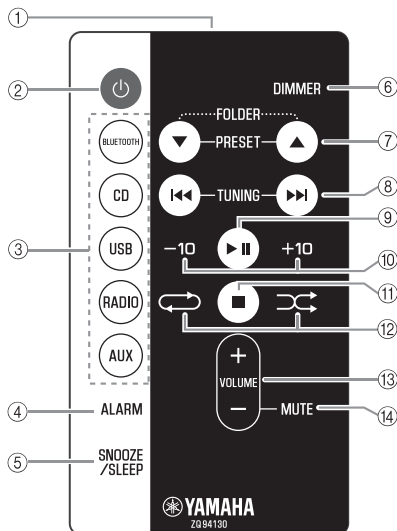 ①
②
DIMMER ⑥
FOLDER
BLUETOOTH
PRESET ⑦
CD
TUNING ⑧
③
USB
⑨
-10 +10 ⑩
RADIO
⑪
⑫
AUX
+
VOLUME ⑬
④ ALARM
- MUTE ⑭
⑤ SNOOZE
/SLEEP
YAMAHA
ZQ94130